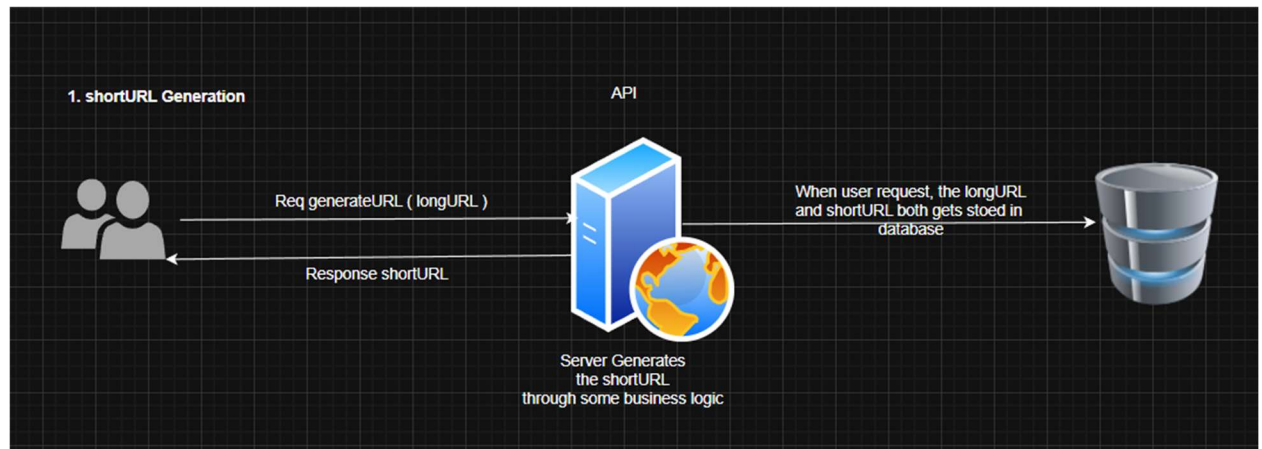 1. shortURL Generation
API
Req generateURL ( longURL )
Response shortURL
When user request, the longURL
and shortURL both gets stoed in
database
Server Generates
the shortURL
through some business logic